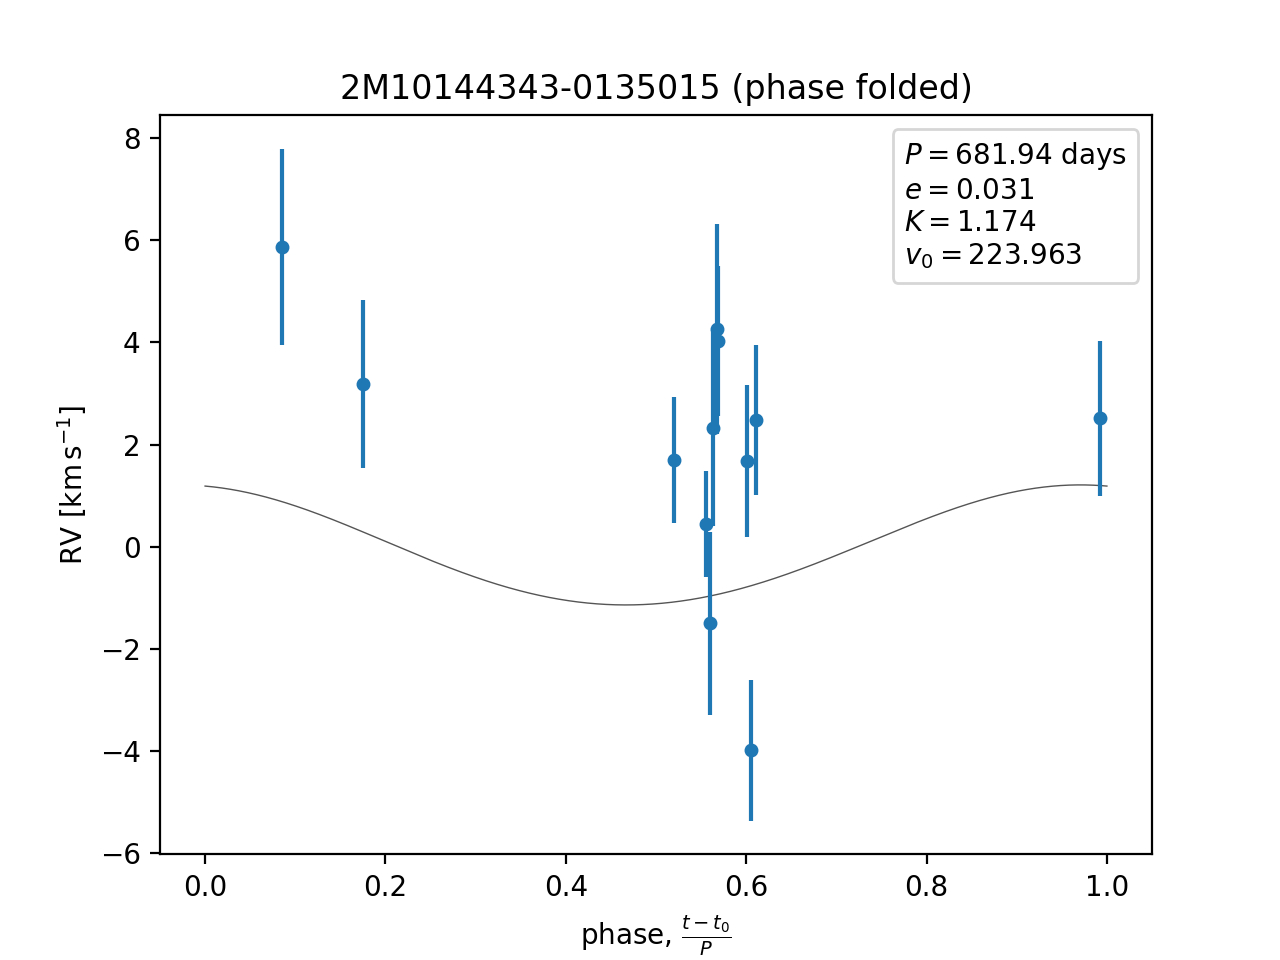 2M10144343-0135015 (phase folded)
P = 681.94 days
e = 0.031
K = 1.174
v₀ = 223.963
RV [km s⁻¹]
8
6
4
2
0
−2
−4
−6
0.0 0.2 0.4 0.6 0.8 1.0
phase, (t − t₀)/P